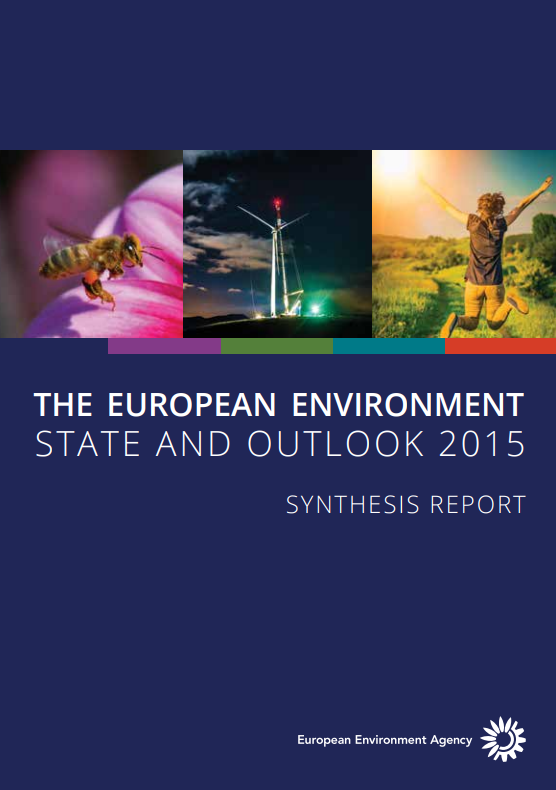 THE EUROPEAN ENVIRONMENT
STATE AND OUTLOOK 2015
SYNTHESIS REPORT
European Environment Agency